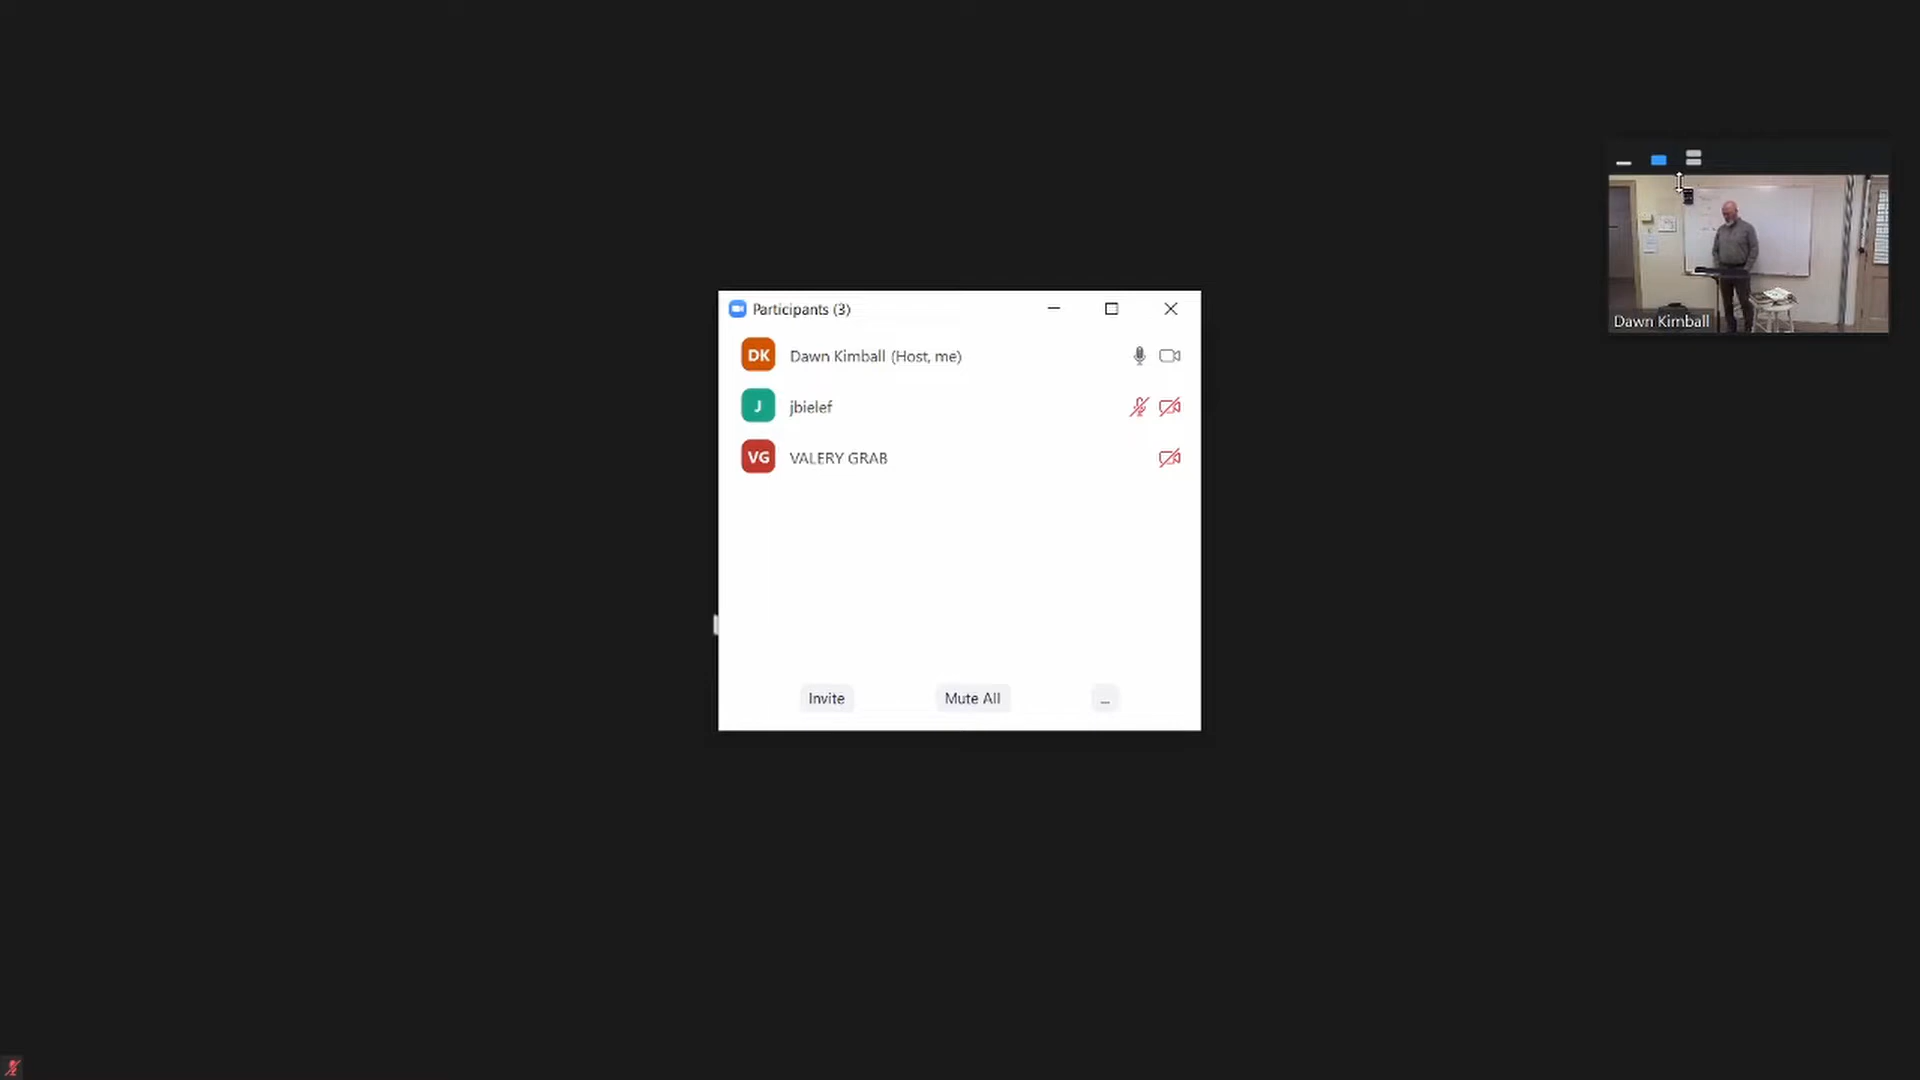 Participants (3)
DK Dawn Kimball (Host, me)
J jbielef
VG VALERY GRAB
Invite Mute All ...
Dawn Kimball